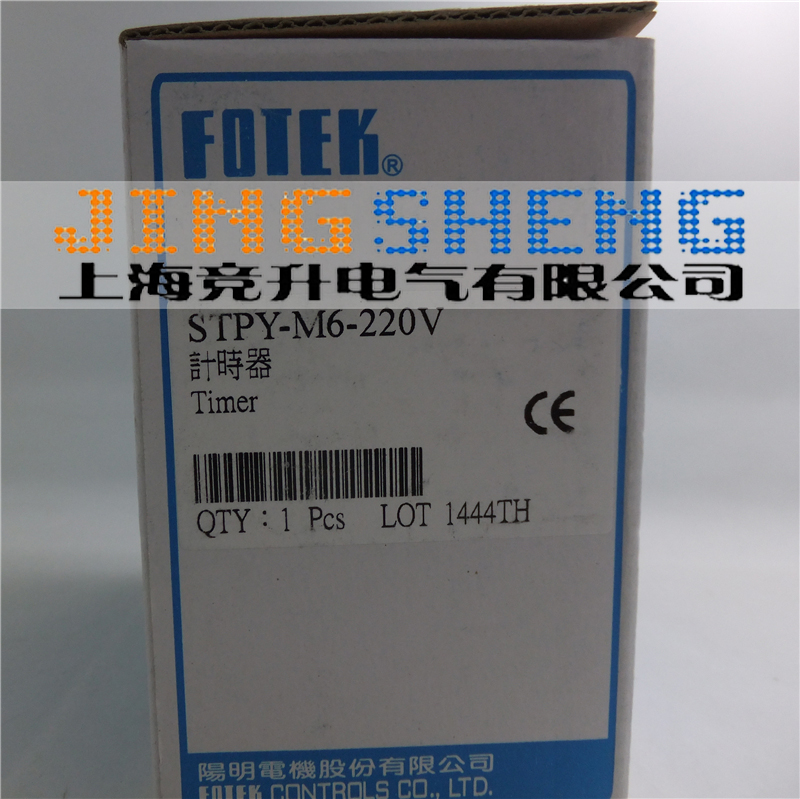 FOTEK®
JINGSHENG
上海竞升电气有限公司
STPY-M6-220V
計時器
Timer
CE
QTY：1 Pcs LOT 1444TH
陽明電機股份有限公司
FOTEK CONTROLS CO., LTD.